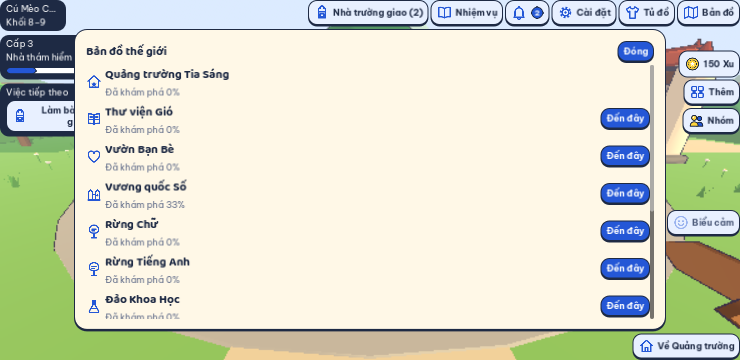 Cú Mèo C...
Khối 8-9
Nhà trường giao (2)
Nhiệm vụ
2
Cài đặt
Tủ đồ
Bản đồ
Cấp 3
Nhà thám hiểm
Việc tiếp theo
Làm bà
g
Bản đồ thế giới
Đóng
Quảng trường Tia Sáng
Đã khám phá 0%
Thư viện Gió
Đã khám phá 0%
Đến đây
Vườn Bạn Bè
Đã khám phá 0%
Đến đây
Vương quốc Số
Đã khám phá 33%
Đến đây
Rừng Chữ
Đã khám phá 0%
Đến đây
Rừng Tiếng Anh
Đã khám phá 0%
Đến đây
Đảo Khoa Học
Đã khám phá 0%
Đến đây
150 Xu
Thêm
Nhóm
Biểu cảm
Về Quảng trường